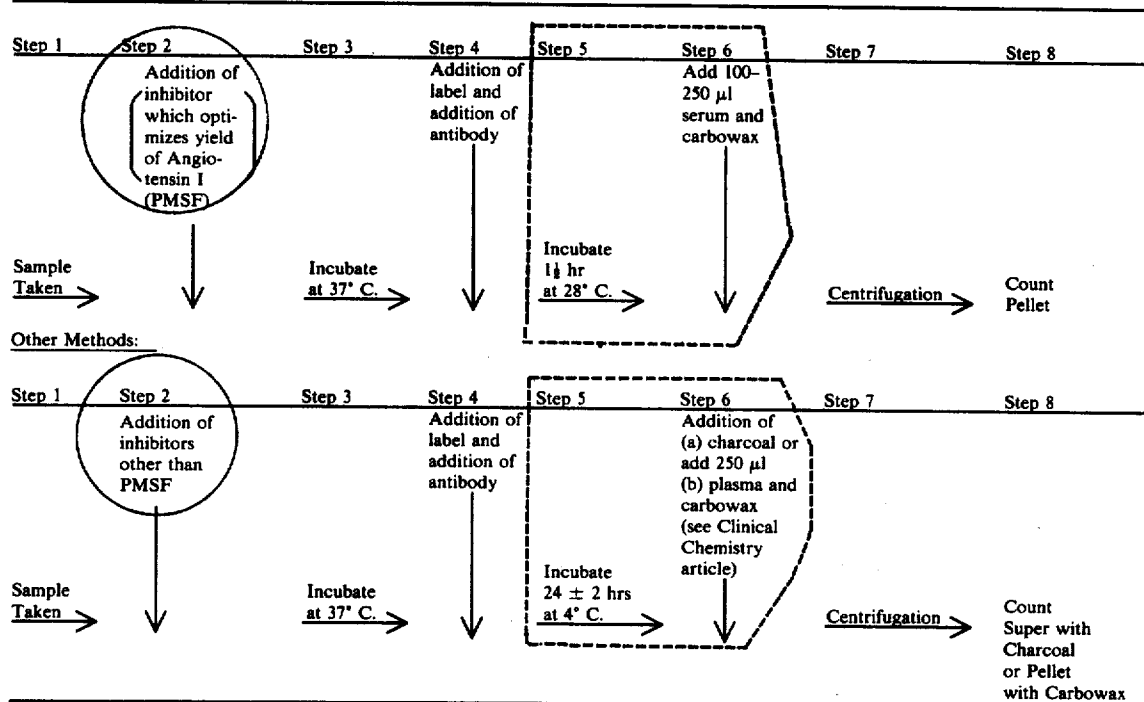 Step 1
Step 2
Step 3
Step 4
Step 5
Step 6
Step 7
Step 8
Addition of
inhibitor
which opti-
mizes yield
of Angio-
tensin I
(PMSF)
Addition of
label and
addition of
antibody
Add 100–
250 µl
serum and
carbowax
Sample
Taken
Incubate
at 37° C.
Incubate
1½ hr
at 28° C.
Centrifugation
Count
Pellet
Other Methods:
Step 1
Step 2
Step 3
Step 4
Step 5
Step 6
Step 7
Step 8
Addition of
inhibitors
other than
PMSF
Addition of
label and
addition of
antibody
Addition of
(a) charcoal or
add 250 µl
(b) plasma and
carbowax
(see Clinical
Chemistry
article)
Sample
Taken
Incubate
at 37° C.
Incubate
24 ± 2 hrs
at 4° C.
Centrifugation
Count
Super with
Charcoal
or Pellet
with Carbowax